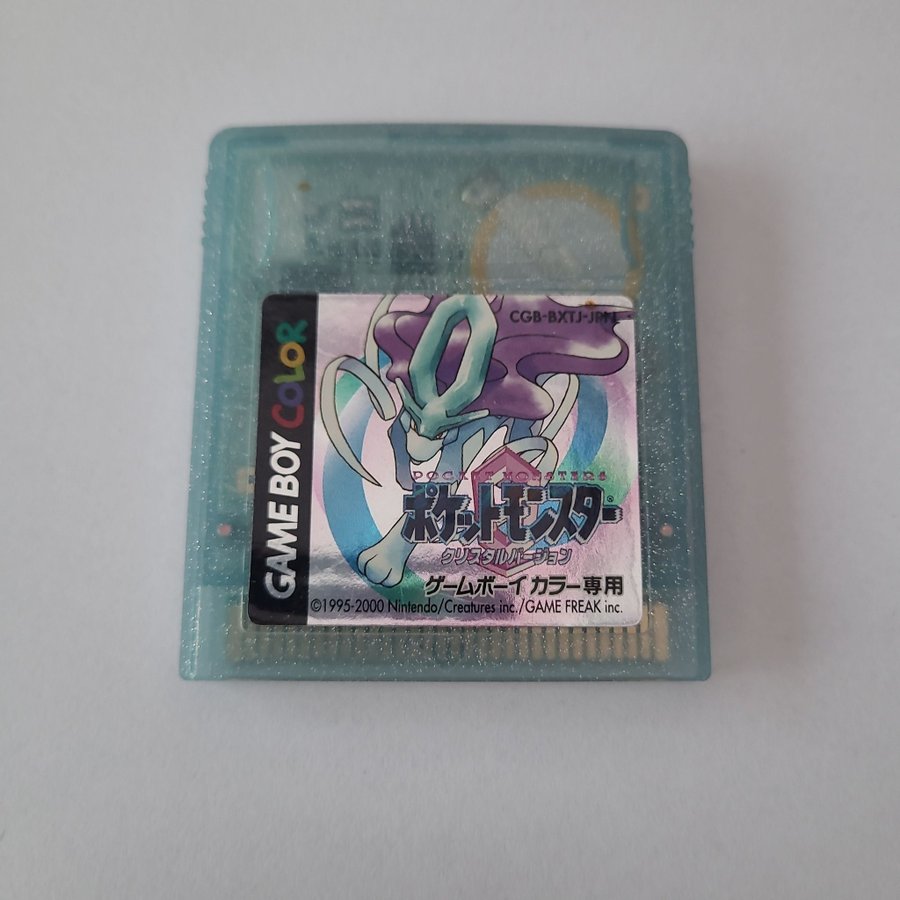 GAME BOY COLOR
CGB-BXTJ-JPN
POCKET MONSTERS
ポケットモンスター®
クリスタルバージョン
ゲームボーイ カラー専用
©1995-2000 Nintendo/Creatures inc./GAME FREAK inc.